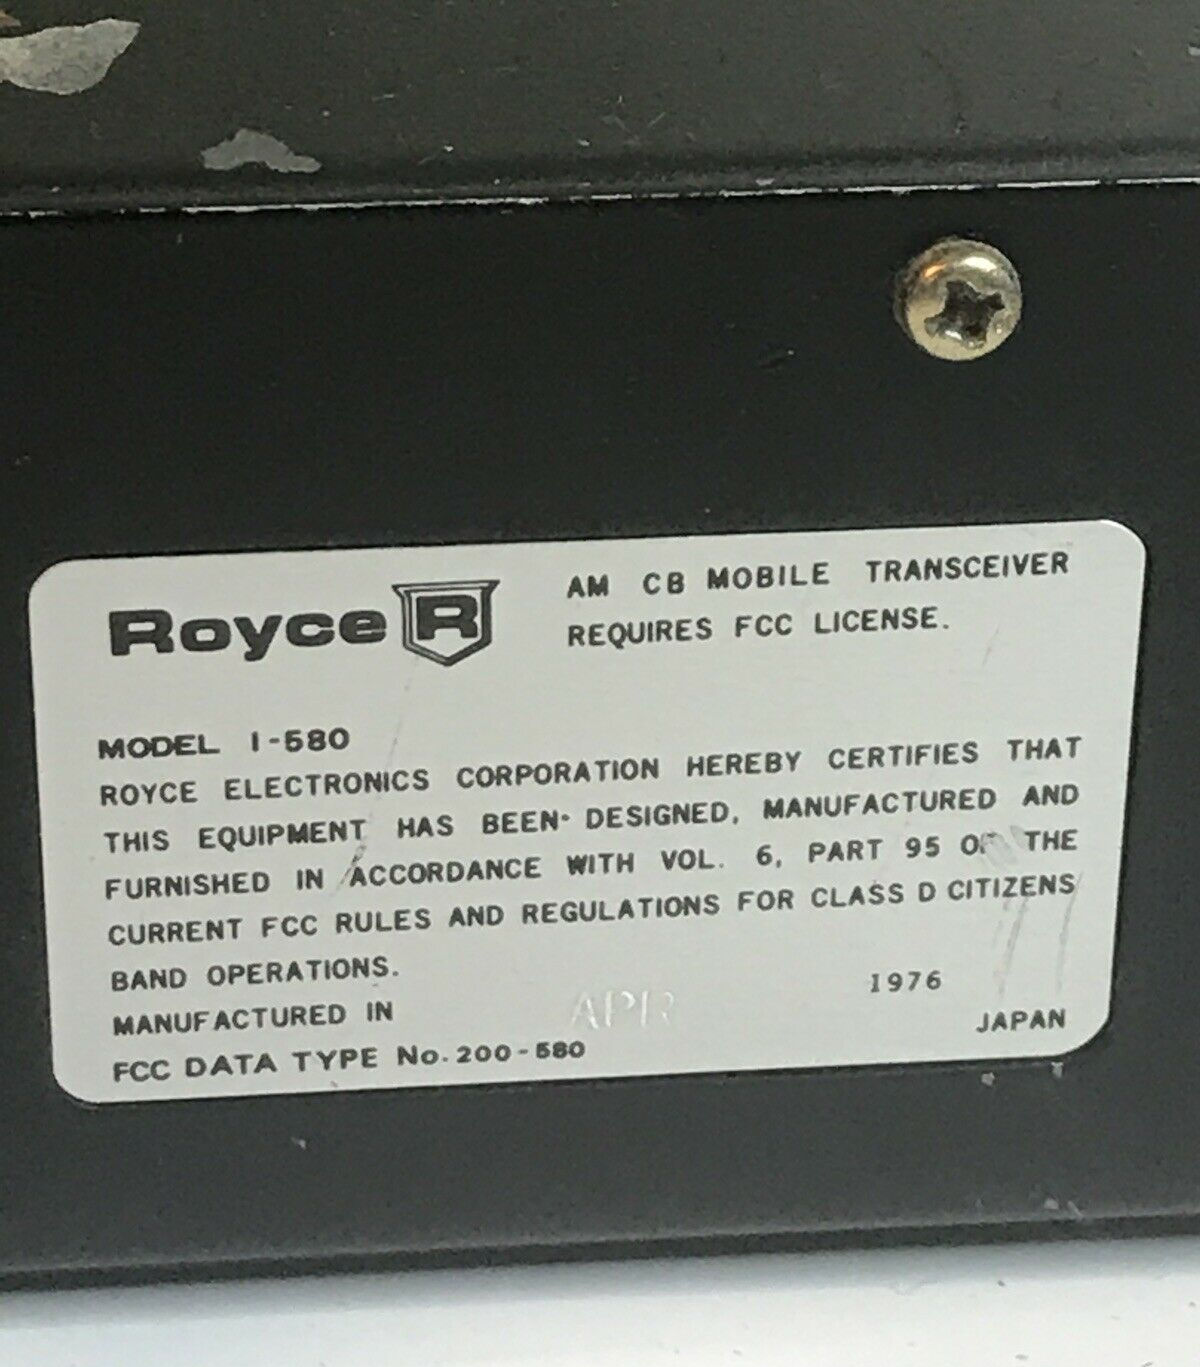 Royce R
AM CB MOBILE TRANSCEIVER
REQUIRES FCC LICENSE.
MODEL 1-580
ROYCE ELECTRONICS CORPORATION HEREBY CERTIFIES THAT
THIS EQUIPMENT HAS BEEN DESIGNED, MANUFACTURED AND
FURNISHED IN ACCORDANCE WITH VOL. 6, PART 95 OF THE
CURRENT FCC RULES AND REGULATIONS FOR CLASS D CITIZENS
BAND OPERATIONS.
MANUFACTURED IN APR 1976
JAPAN
FCC DATA TYPE No. 200-580